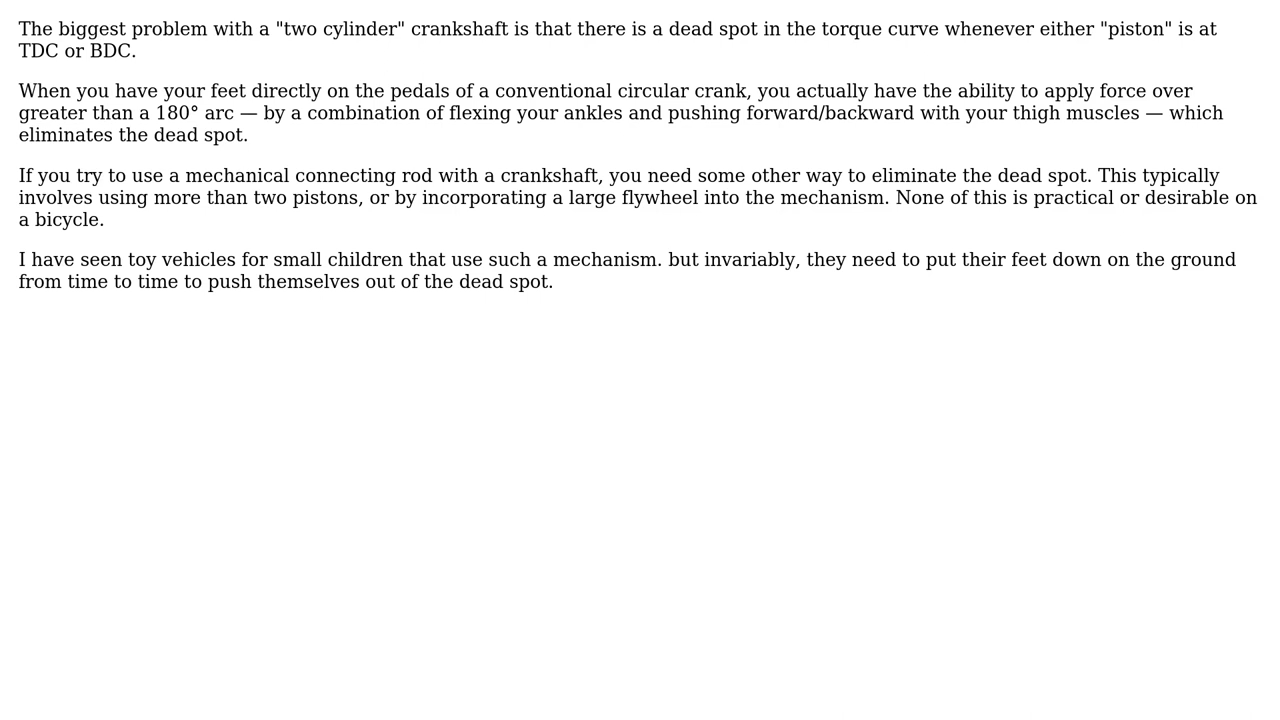 The biggest problem with a "two cylinder" crankshaft is that there is a dead spot in the torque curve whenever either "piston" is at
TDC or BDC.
When you have your feet directly on the pedals of a conventional circular crank, you actually have the ability to apply force over
greater than a 180° arc — by a combination of flexing your ankles and pushing forward/backward with your thigh muscles — which
eliminates the dead spot.
If you try to use a mechanical connecting rod with a crankshaft, you need some other way to eliminate the dead spot. This typically
involves using more than two pistons, or by incorporating a large flywheel into the mechanism. None of this is practical or desirable on
a bicycle.
I have seen toy vehicles for small children that use such a mechanism. but invariably, they need to put their feet down on the ground
from time to time to push themselves out of the dead spot.